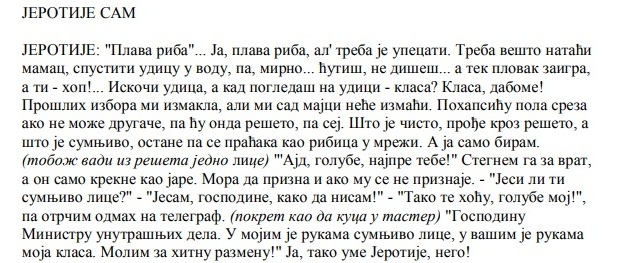 ЈЕРОТИЈЕ САМ
ЈЕРОТИЈЕ: "Плава риба"... Ја, плава риба, ал' треба је упецати. Треба вешто натаћи
мамац, спустити удицу у воду, па, мирно... ћутиш, не дишеш... а тек пловак заигра,
а ти - хоп!... Искочи удица, а кад погледаш на удици - класа? Класа, дабоме!
Прошлих избора ми измакла, али ми сад мајци неће измаћи. Похапсићу пола среза
ако не може другаче, па ћу онда решето, па сеј. Што је чисто, прође кроз решето, а
што је сумњиво, остане па се праћака као рибица у мрежи. А ја само бирам.
(тобож вади из решета једно лице) "'Ајд, голубе, најпре тебе!" Стегнем га за врат,
а он само крекне као јаре. Мора да призна и ако му се не признаје. - "Јеси ли ти
сумњиво лице?" - "Јесам, господине, како да нисам!" - "Тако те хоћу, голубе мој!",
па отрчим одмах на телеграф. (покрет као да куца у тастер) "Господину
Министру унутрашњих дела. У мојим је рукама сумњиво лице, у вашим је рукама
моја класа. Молим за хитну размену!" Ја, тако уме Јеротије, него!